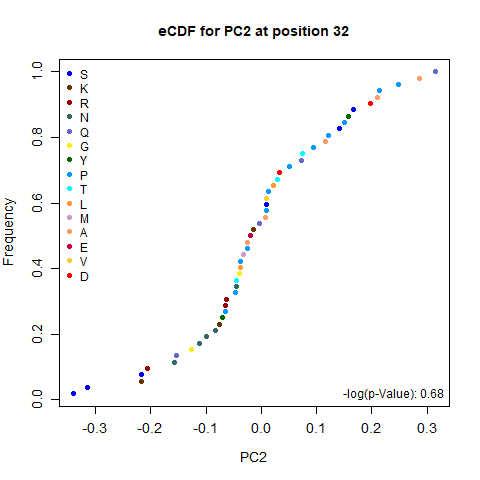 eCDF for PC2 at position 32
Frequency
1.0
0.8
0.6
0.4
0.2
0.0
S
K
R
N
Q
G
Y
P
T
L
M
A
E
V
D
-log(p-Value): 0.68
-0.3 -0.2 -0.1 0.0 0.1 0.2 0.3
PC2